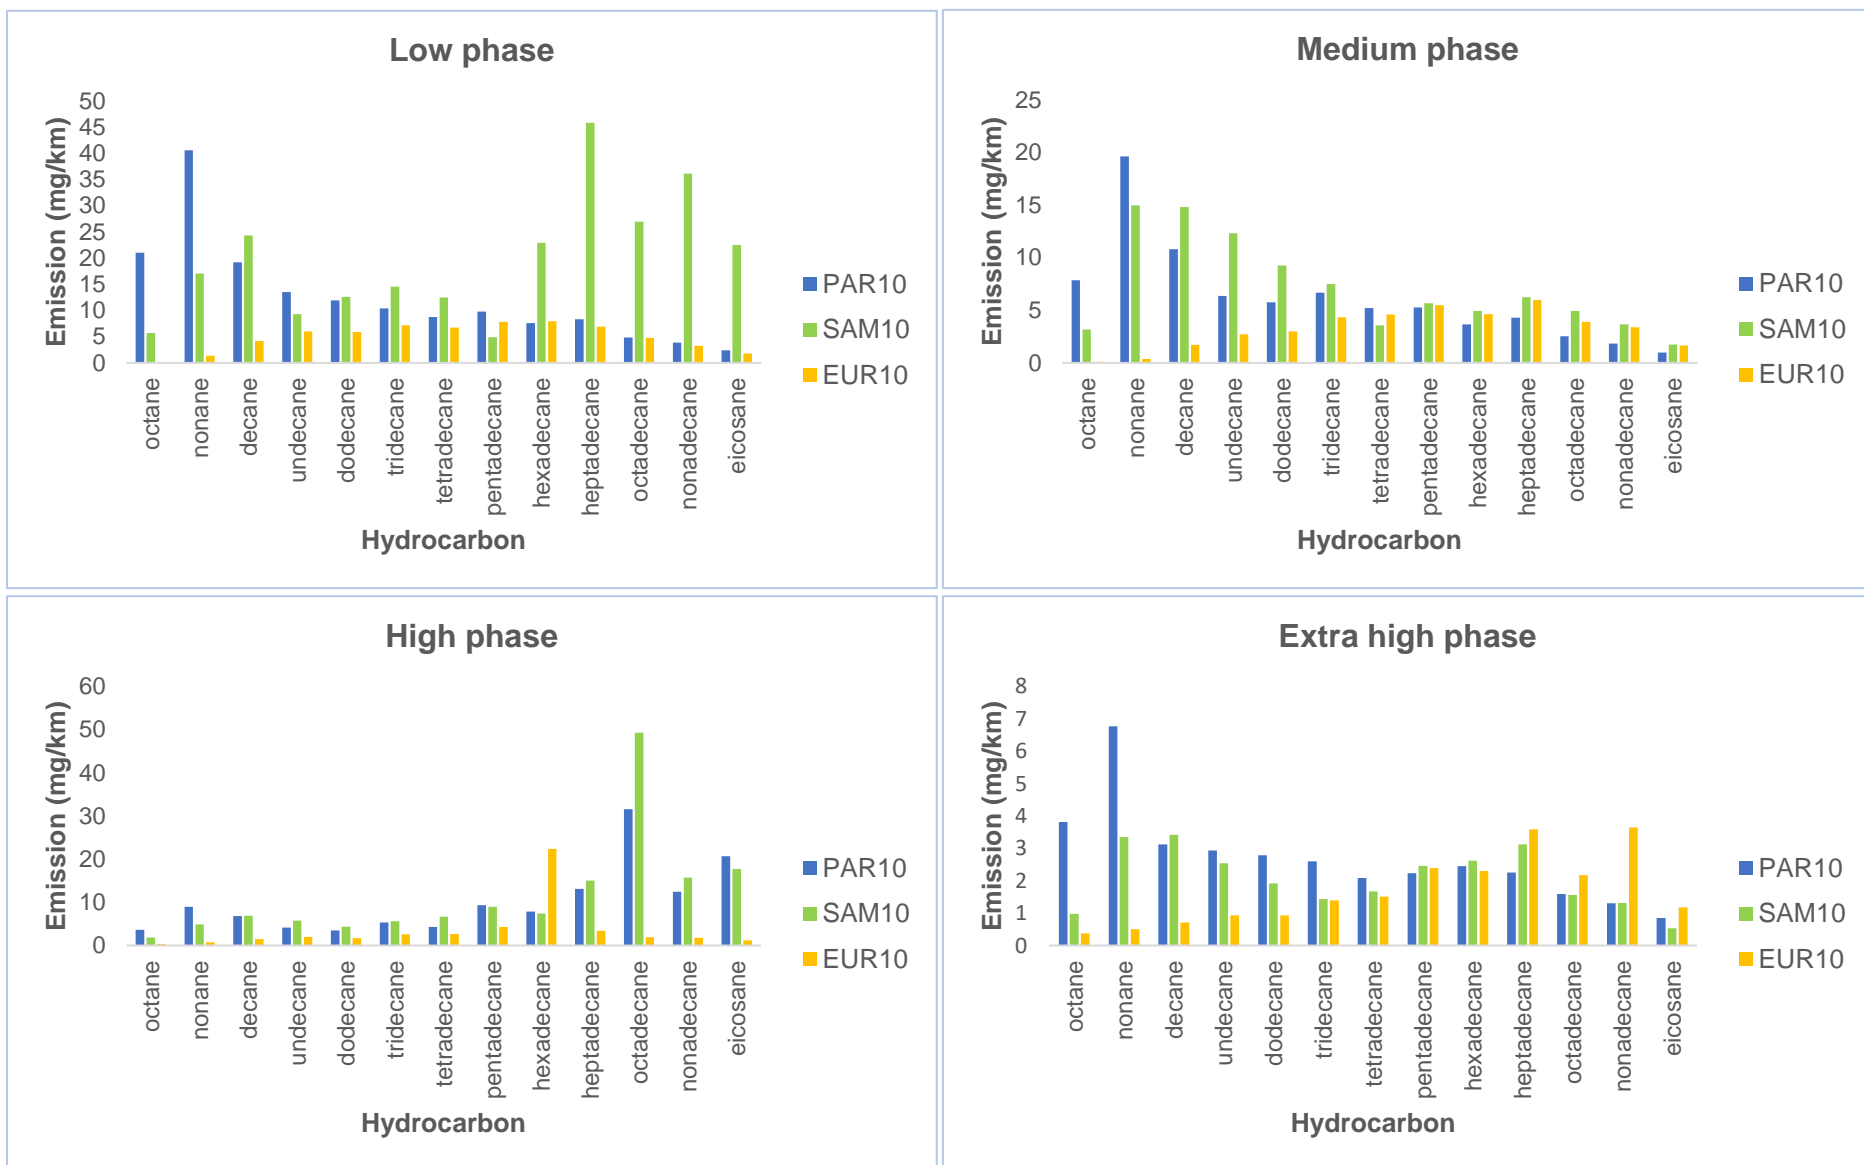 Low phase
Emission (mg/km)
50
45
40
35
30
25
20
15
10
5
0
octane
nonane
decane
undecane
dodecane
tridecane
tetradecane
pentadecane
hexadecane
heptadecane
octadecane
nonadecane
eicosane
Hydrocarbon
PAR10
SAM10
EUR10
Medium phase
Emission (mg/km)
25
20
15
10
5
0
octane
nonane
decane
undecane
dodecane
tridecane
tetradecane
pentadecane
hexadecane
heptadecane
octadecane
nonadecane
eicosane
Hydrocarbon
PAR10
SAM10
EUR10
High phase
Emission (mg/km)
60
50
40
30
20
10
0
octane
nonane
decane
undecane
dodecane
tridecane
tetradecane
pentadecane
hexadecane
heptadecane
octadecane
nonadecane
eicosane
Hydrocarbon
PAR10
SAM10
EUR10
Extra high phase
Emission (mg/km)
8
7
6
5
4
3
2
1
0
octane
nonane
decane
undecane
dodecane
tridecane
tetradecane
pentadecane
hexadecane
heptadecane
octadecane
nonadecane
eicosane
Hydrocarbon
PAR10
SAM10
EUR10